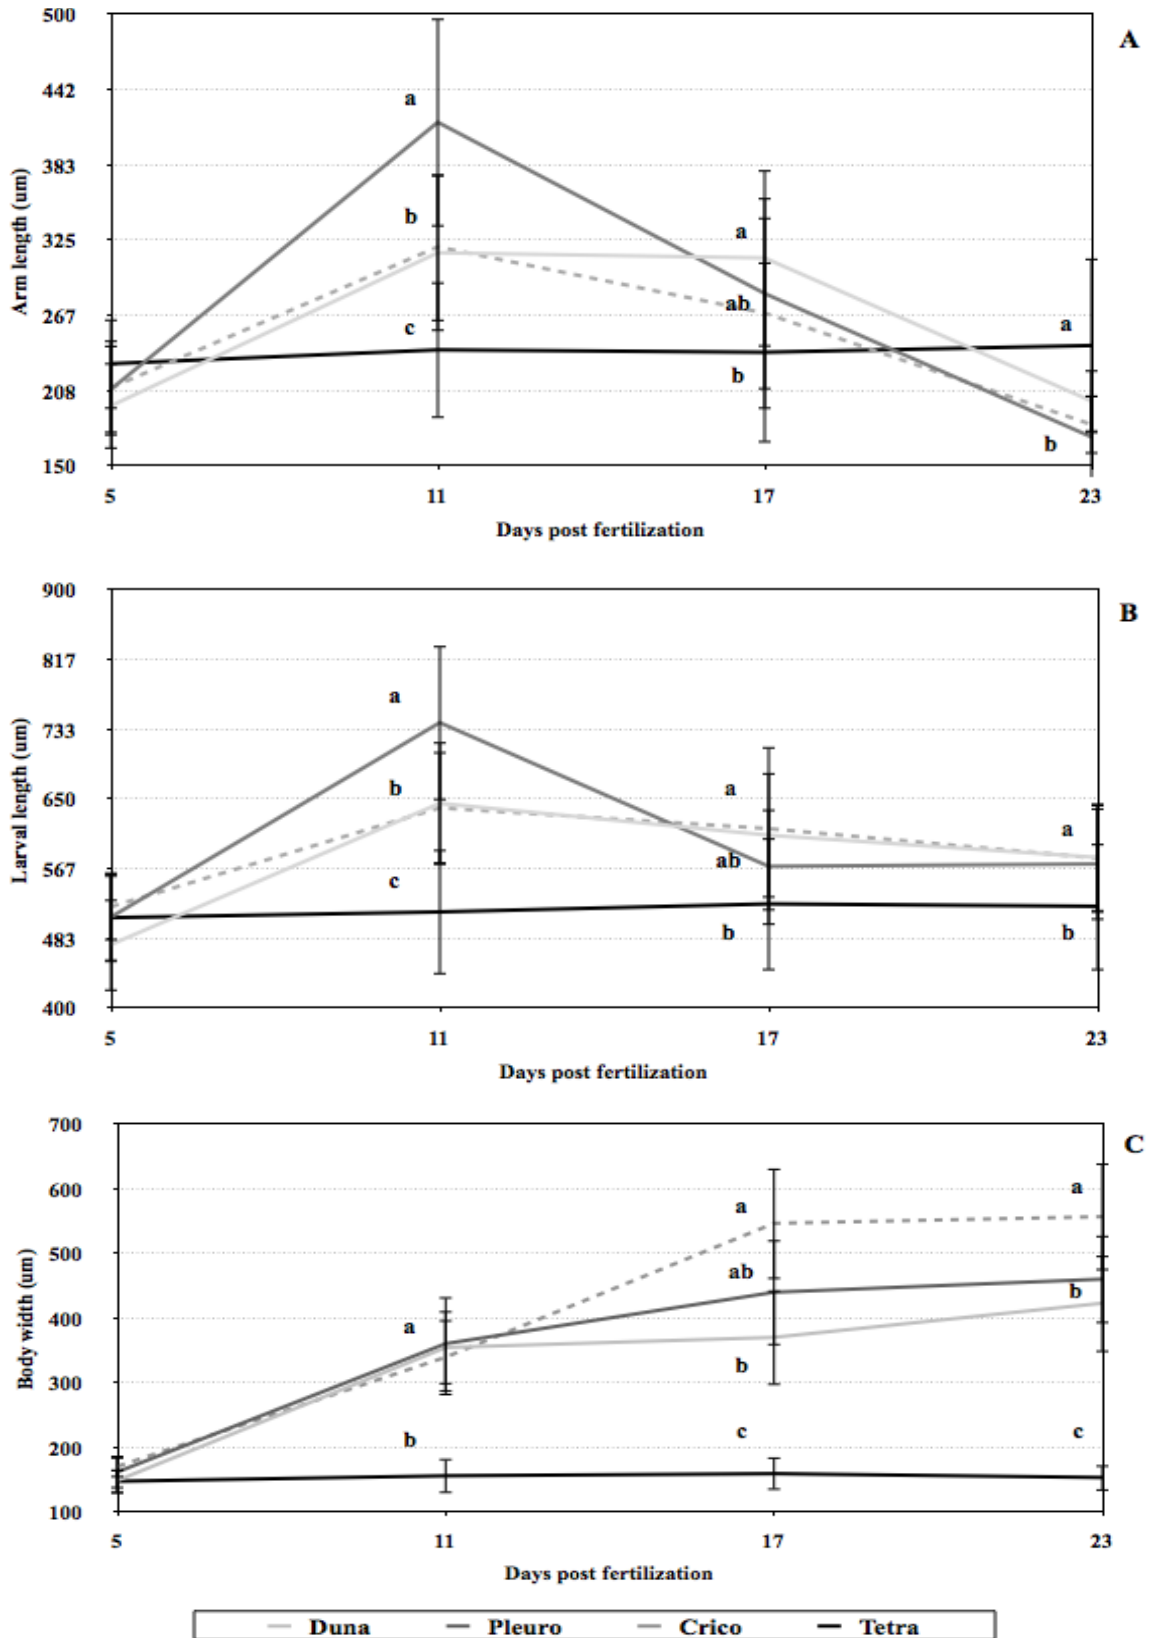 500
A
442
a
383
b
325
a
267
ab
a
c
208
b
b
150
5 11 17 23
Arm length (um)
Days post fertilization
900
B
817
a
733
650
b
a
a
567
ab
c
483
b
b
400
5 11 17 23
Larval length (um)
Days post fertilization
700
C
600
a
a
500
ab
b
400
a
b
300
200
b
c
c
100
5 11 17 23
Body width (um)
Days post fertilization
Duna Pleuro Crico Tetra